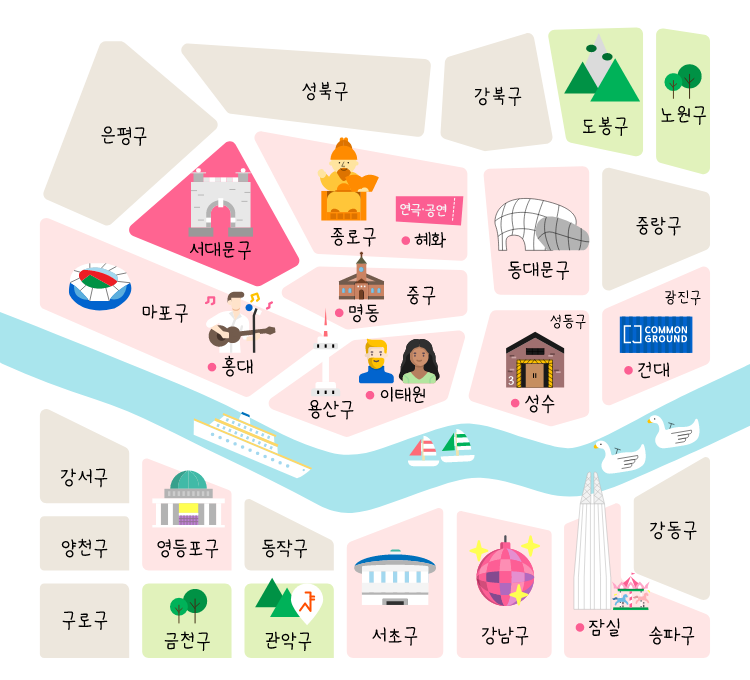 성북구
강북구
도봉구
노원구
은평구
서대문구
종로구
연극·공연
혜화
동대문구
중랑구
마포구
홍대
명동
중구
용산구
이태원
성동구
3
성수
광진구
COMMON
GROUND
건대
강서구
양천구
구로구
영등포구
금천구
동작구
관악구
서초구
강남구
잠실
송파구
강동구